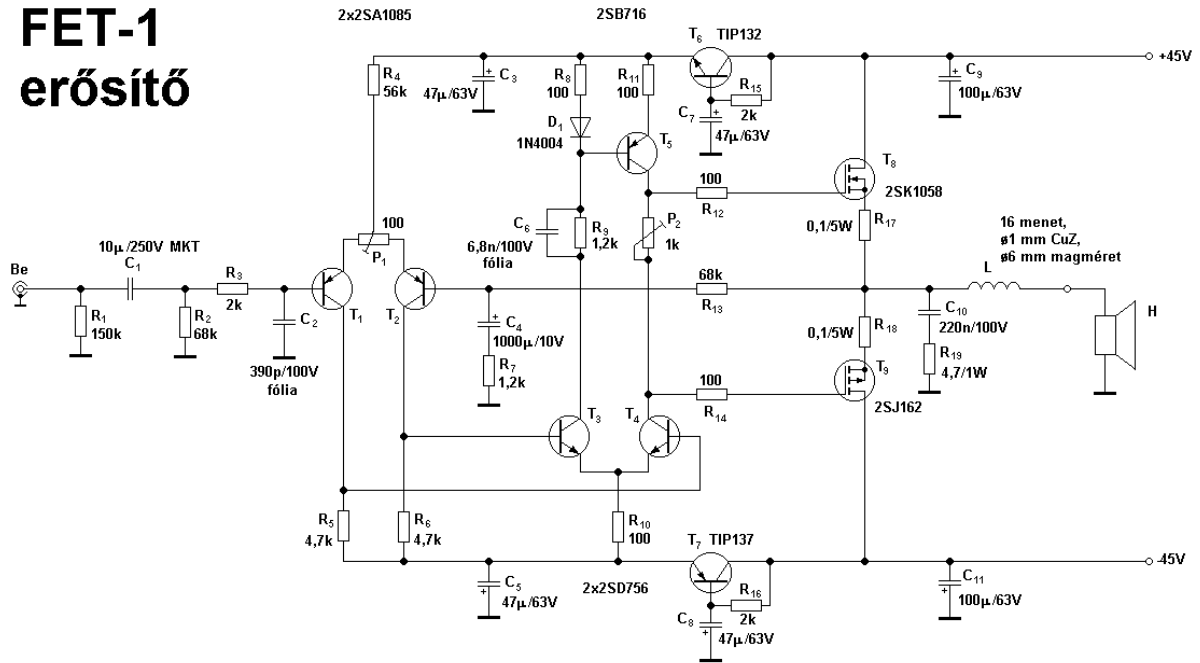 FET-1
erősítő
2x2SA1085
2SB716
T6 TIP132
+45V
R4
56k
C3
47µ/63V
R8
100
R11
100
R15
2k
C7
47µ/63V
C9
100µ/63V
D1
1N4004
T5
T8
2SK1058
100
R12
R17
0,1/5W
100
P1
C6
6,8n/100V
fólia
R9
1,2k
P2
1k
16 menet,
ø1 mm CuZ,
ø6 mm magméret
L
Be
10µ/250V MKT
C1
R3
2k
R1
150k
R2
68k
C2
390p/100V
fólia
T1
T2
C4
1000µ/10V
R7
1,2k
68k
R13
0,1/5W
R18
C10
220n/100V
R19
4,7/1W
H
T9
2SJ162
100
R14
T3
T4
R5
4,7k
R6
4,7k
R10
100
T7 TIP137
-45V
C5
47µ/63V
2x2SD756
R16
2k
C8
47µ/63V
C11
100µ/63V